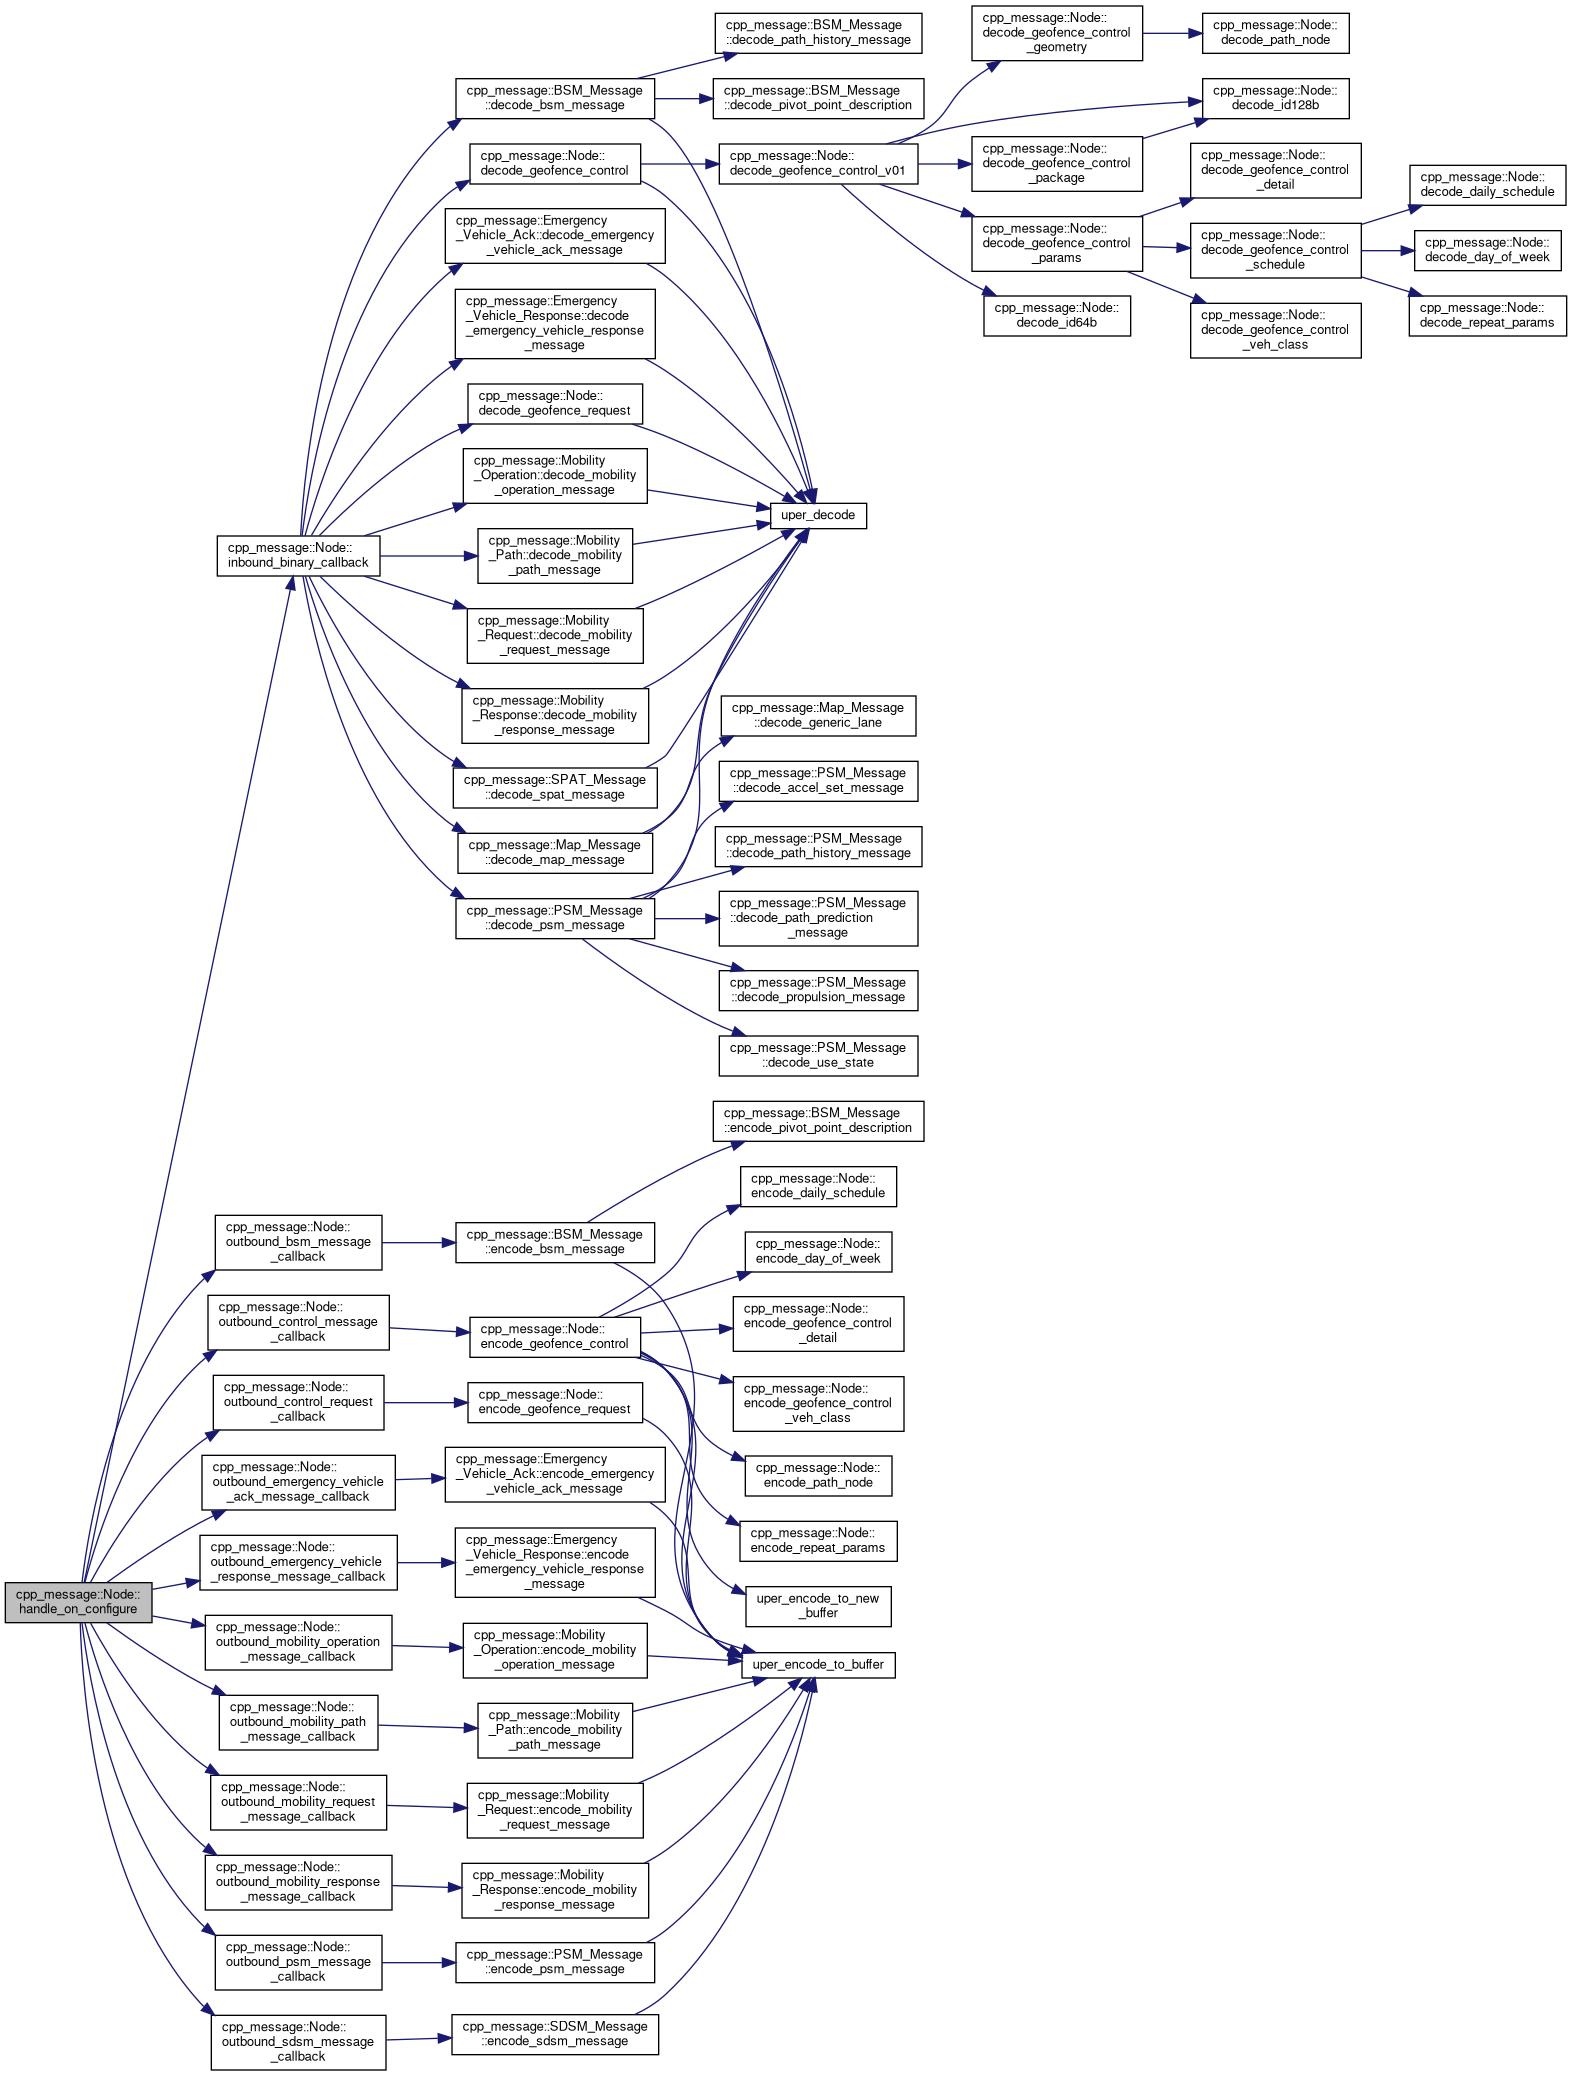 cpp_message::Node::
handle_on_configure
cpp_message::Node::
inbound_binary_callback
cpp_message::BSM_Message
::decode_bsm_message
cpp_message::BSM_Message
::decode_path_history_message
cpp_message::BSM_Message
::decode_pivot_point_description
uper_decode
cpp_message::Node::
decode_geofence_control
cpp_message::Node::
decode_geofence_control_v01
cpp_message::Node::
decode_geofence_control
_geometry
cpp_message::Node::
decode_path_node
cpp_message::Node::
decode_id128b
cpp_message::Node::
decode_geofence_control
_package
cpp_message::Node::
decode_geofence_control
_params
cpp_message::Node::
decode_geofence_control
_detail
cpp_message::Node::
decode_geofence_control
_schedule
cpp_message::Node::
decode_daily_schedule
cpp_message::Node::
decode_day_of_week
cpp_message::Node::
decode_repeat_params
cpp_message::Node::
decode_geofence_control
_veh_class
cpp_message::Node::
decode_id64b
cpp_message::Emergency
_Vehicle_Ack::decode_emergency
_vehicle_ack_message
cpp_message::Emergency
_Vehicle_Response::decode
_emergency_vehicle_response
_message
cpp_message::Node::
decode_geofence_request
cpp_message::Mobility
_Operation::decode_mobility
_operation_message
cpp_message::Mobility
_Path::decode_mobility
_path_message
cpp_message::Mobility
_Request::decode_mobility
_request_message
cpp_message::Mobility
_Response::decode_mobility
_response_message
cpp_message::SPAT_Message
::decode_spat_message
cpp_message::Map_Message
::decode_map_message
cpp_message::Map_Message
::decode_generic_lane
cpp_message::PSM_Message
::decode_psm_message
cpp_message::PSM_Message
::decode_accel_set_message
cpp_message::PSM_Message
::decode_path_history_message
cpp_message::PSM_Message
::decode_path_prediction
_message
cpp_message::PSM_Message
::decode_propulsion_message
cpp_message::PSM_Message
::decode_use_state
cpp_message::Node::
outbound_bsm_message
_callback
cpp_message::BSM_Message
::encode_bsm_message
cpp_message::BSM_Message
::encode_pivot_point_description
cpp_message::Node::
outbound_control_message
_callback
cpp_message::Node::
encode_geofence_control
cpp_message::Node::
encode_daily_schedule
cpp_message::Node::
encode_day_of_week
cpp_message::Node::
encode_geofence_control
_detail
cpp_message::Node::
encode_geofence_control
_veh_class
cpp_message::Node::
encode_path_node
cpp_message::Node::
encode_repeat_params
uper_encode_to_new
_buffer
uper_encode_to_buffer
cpp_message::Node::
outbound_control_request
_callback
cpp_message::Node::
encode_geofence_request
cpp_message::Node::
outbound_emergency_vehicle
_ack_message_callback
cpp_message::Emergency
_Vehicle_Ack::encode_emergency
_vehicle_ack_message
cpp_message::Node::
outbound_emergency_vehicle
_response_message_callback
cpp_message::Emergency
_Vehicle_Response::encode
_emergency_vehicle_response
_message
cpp_message::Node::
outbound_mobility_operation
_message_callback
cpp_message::Mobility
_Operation::encode_mobility
_operation_message
cpp_message::Node::
outbound_mobility_path
_message_callback
cpp_message::Mobility
_Path::encode_mobility
_path_message
cpp_message::Node::
outbound_mobility_request
_message_callback
cpp_message::Mobility
_Request::encode_mobility
_request_message
cpp_message::Node::
outbound_mobility_response
_message_callback
cpp_message::Mobility
_Response::encode_mobility
_response_message
cpp_message::Node::
outbound_psm_message
_callback
cpp_message::PSM_Message
::encode_psm_message
cpp_message::Node::
outbound_sdsm_message
_callback
cpp_message::SDSM_Message
::encode_sdsm_message